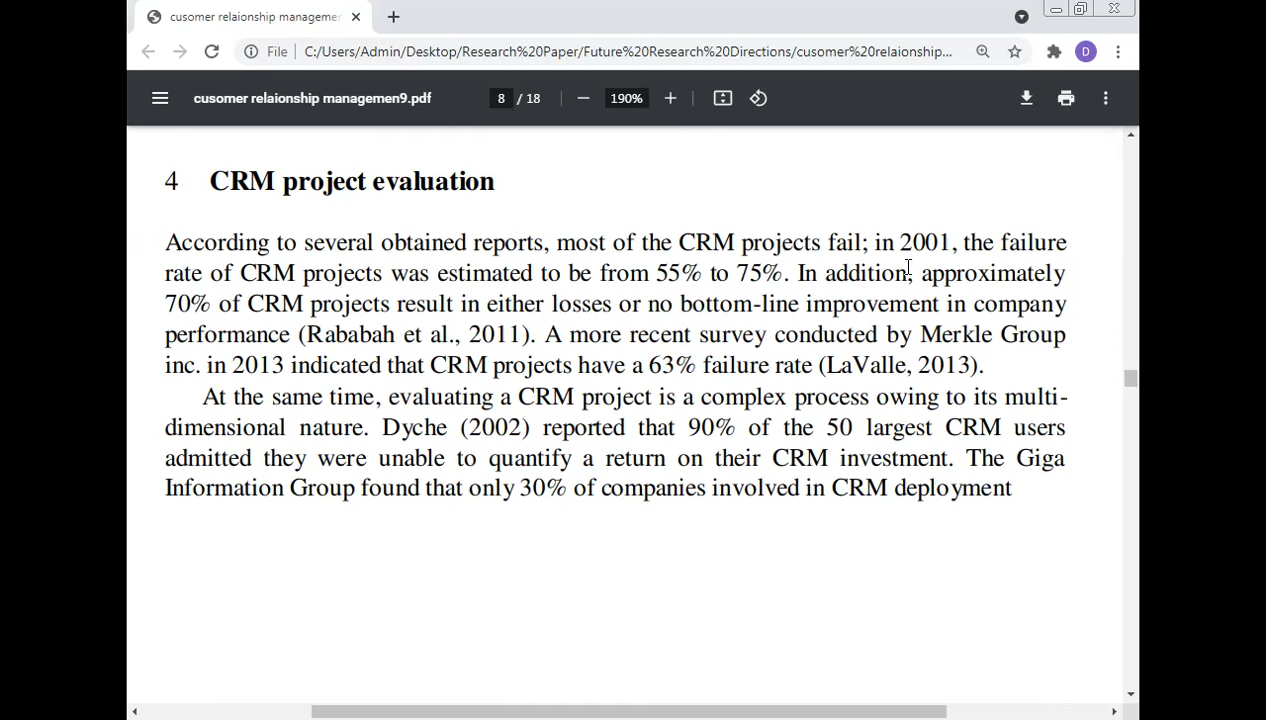 cusomer relaionship managemen
File
C:/Users/Admin/Desktop/Research%20Paper/Future%20Research%20Directions/cusomer%20relaionship...
D
cusomer relaionship managemen9.pdf
8 / 18
190%
4 CRM project evaluation
According to several obtained reports, most of the CRM projects fail; in 2001, the failure
rate of CRM projects was estimated to be from 55% to 75%. In addition, approximately
70% of CRM projects result in either losses or no bottom-line improvement in company
performance (Rababah et al., 2011). A more recent survey conducted by Merkle Group
inc. in 2013 indicated that CRM projects have a 63% failure rate (LaValle, 2013).
At the same time, evaluating a CRM project is a complex process owing to its multi-
dimensional nature. Dyche (2002) reported that 90% of the 50 largest CRM users
admitted they were unable to quantify a return on their CRM investment. The Giga
Information Group found that only 30% of companies involved in CRM deployment